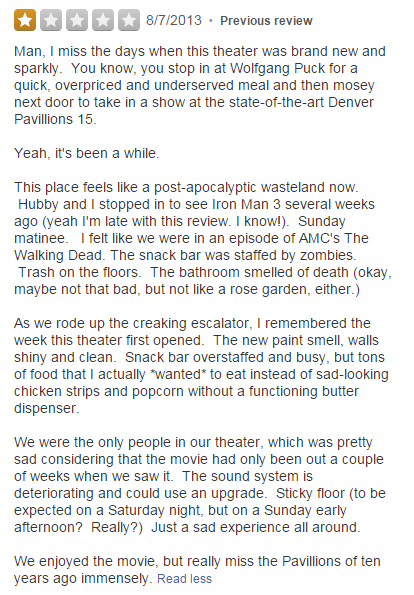 8/7/2013 • Previous review
Man, I miss the days when this theater was brand new and
sparkly. You know, you stop in at Wolfgang Puck for a
quick, overpriced and underserved meal and then mosey
next door to take in a show at the state-of-the-art Denver
Pavillions 15.
Yeah, it's been a while.
This place feels like a post-apocalyptic wasteland now.
Hubby and I stopped in to see Iron Man 3 several weeks
ago (yeah I'm late with this review. I know!). Sunday
matinee. I felt like we were in an episode of AMC's The
Walking Dead. The snack bar was staffed by zombies.
Trash on the floors. The bathroom smelled of death (okay,
maybe not that bad, but not like a rose garden, either.)
As we rode up the creaking escalator, I remembered the
week this theater first opened. The new paint smell, walls
shiny and clean. Snack bar overstaffed and busy, but tons
of food that I actually *wanted* to eat instead of sad-looking
chicken strips and popcorn without a functioning butter
dispenser.
We were the only people in our theater, which was pretty
sad considering that the movie had only been out a couple
of weeks when we saw it. The sound system is
deteriorating and could use an upgrade. Sticky floor (to be
expected on a Saturday night, but on a Sunday early
afternoon? Really?) Just a sad experience all around.
We enjoyed the movie, but really miss the Pavillions of ten
years ago immensely. Read less